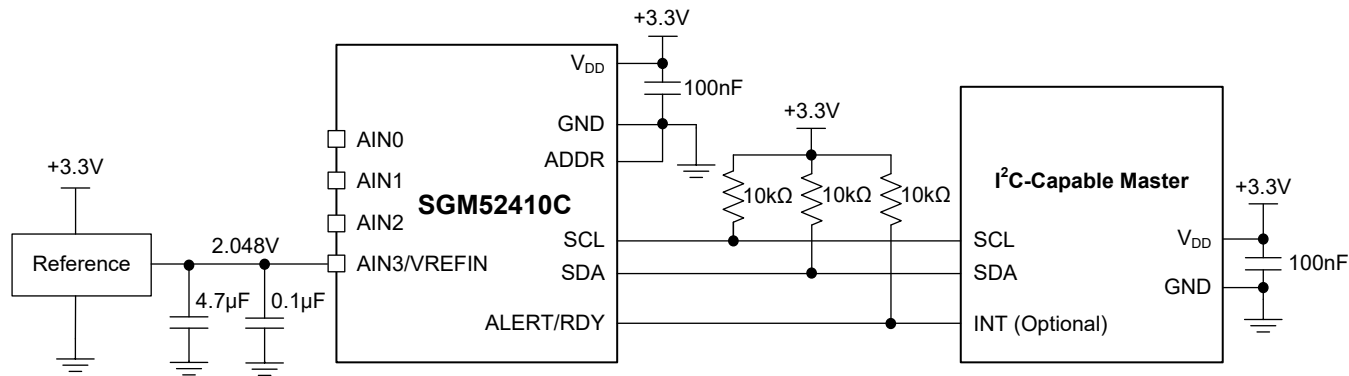 +3.3V
V_DD
100nF
GND
ADDR
AIN0
AIN1
AIN2
AIN3/VREFIN
SGM52410C
SCL
SDA
ALERT/RDY
+3.3V
Reference
2.048V
4.7µF
0.1µF
+3.3V
10kΩ
10kΩ
10kΩ
I²C-Capable Master
SCL
SDA
INT (Optional)
+3.3V
V_DD
100nF
GND